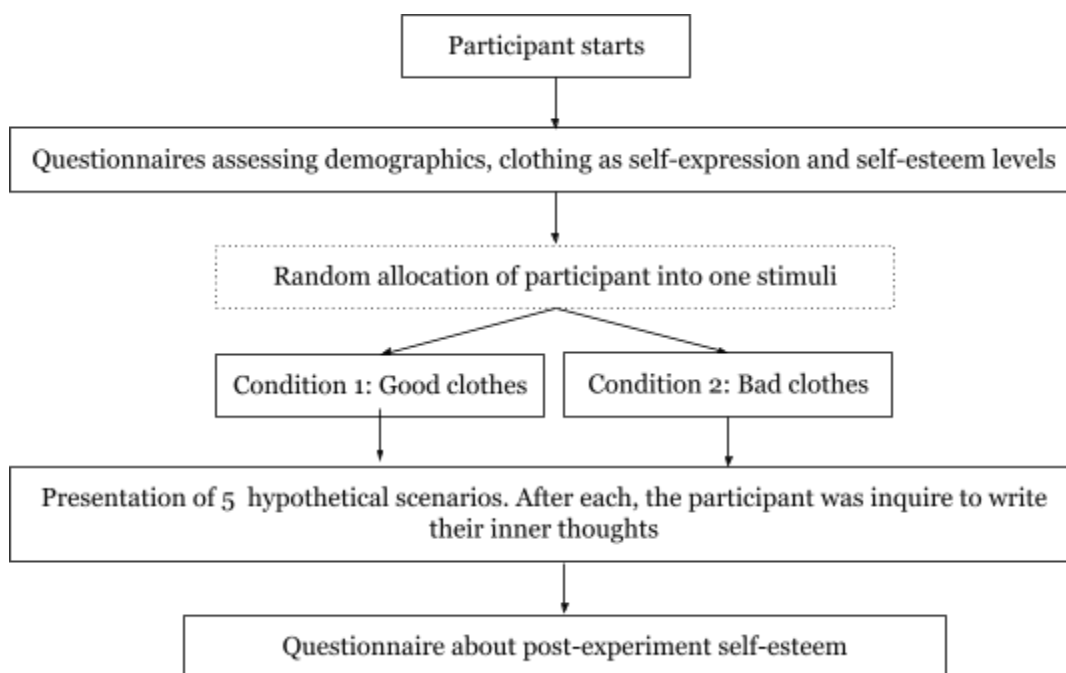 Participant starts
Questionnaires assessing demographics, clothing as self-expression and self-esteem levels
Random allocation of participant into one stimuli
Condition 1: Good clothes
Condition 2: Bad clothes
Presentation of 5 hypothetical scenarios. After each, the participant was inquire to write
their inner thoughts
Questionnaire about post-experiment self-esteem